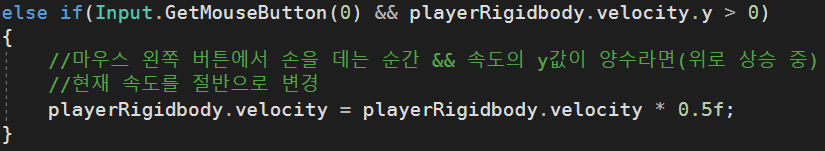 else if(Input.GetMouseButton(0) && playerRigidbody.velocity.y > 0)
{
//마우스 왼쪽 버튼에서 손을 데는 순간 && 속도의 y값이 양수라면(위로 상승 중)
//현재 속도를 절반으로 변경
playerRigidbody.velocity = playerRigidbody.velocity * 0.5f;
}